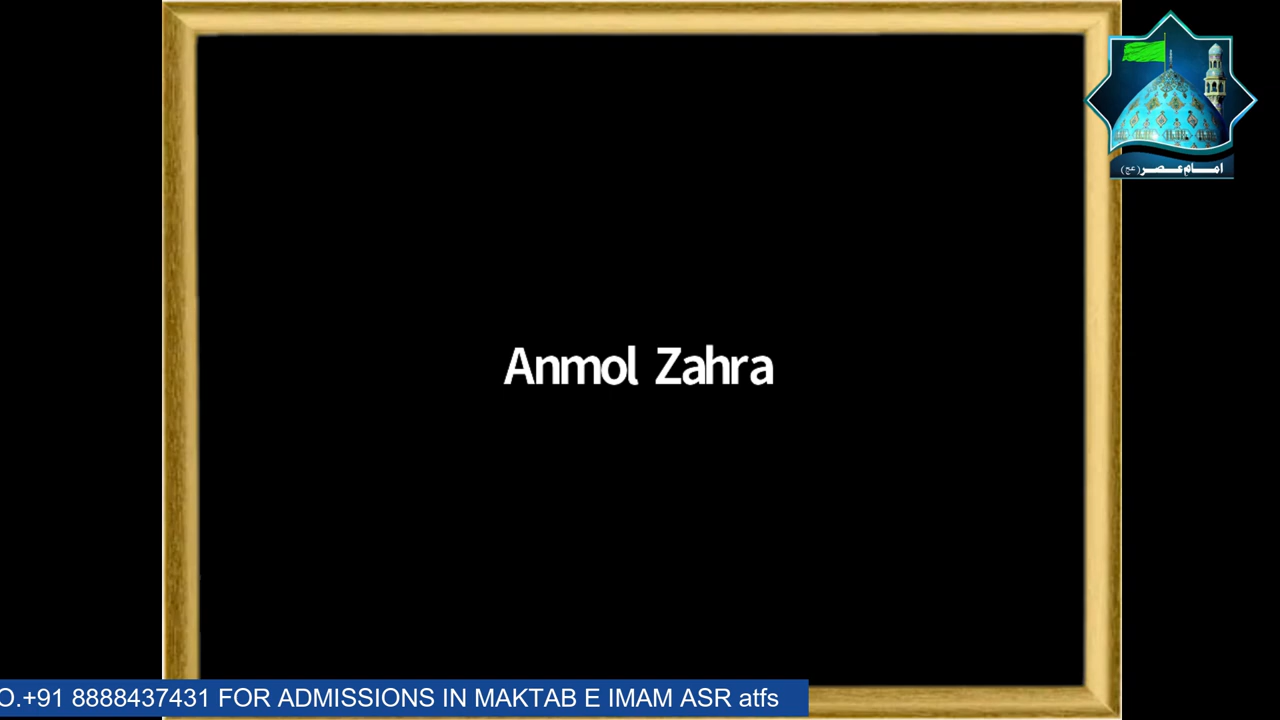 امام عصر (عج)
Anmol Zahra
O.+91 8888437431 FOR ADMISSIONS IN MAKTAB E IMAM ASR atfs